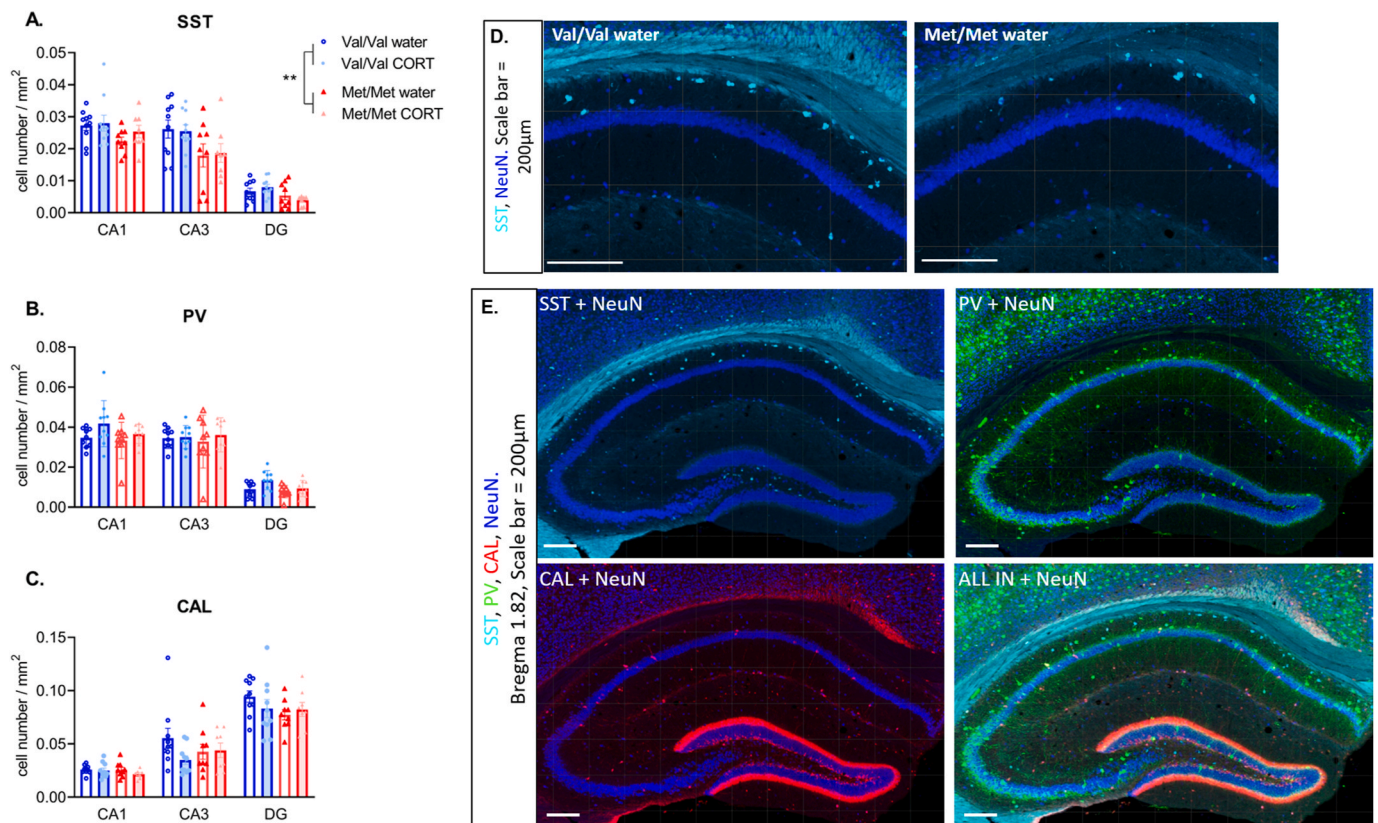 A.
SST
cell number / mm²
0.05
0.04
0.03
0.02
0.01
0.00
CA1 CA3 DG
**
Val/Val water
Val/Val CORT
Met/Met water
Met/Met CORT
B.
PV
cell number / mm²
0.08
0.06
0.04
0.02
0.00
CA1 CA3 DG
C.
CAL
cell number / mm²
0.15
0.10
0.05
0.00
CA1 CA3 DG
D.
SST, NeuN. Scale bar =
200µm
Val/Val water
Met/Met water
E.
SST, PV, CAL, NeuN.
Bregma 1.82, Scale bar = 200µm
SST + NeuN
PV + NeuN
CAL + NeuN
ALL IN + NeuN